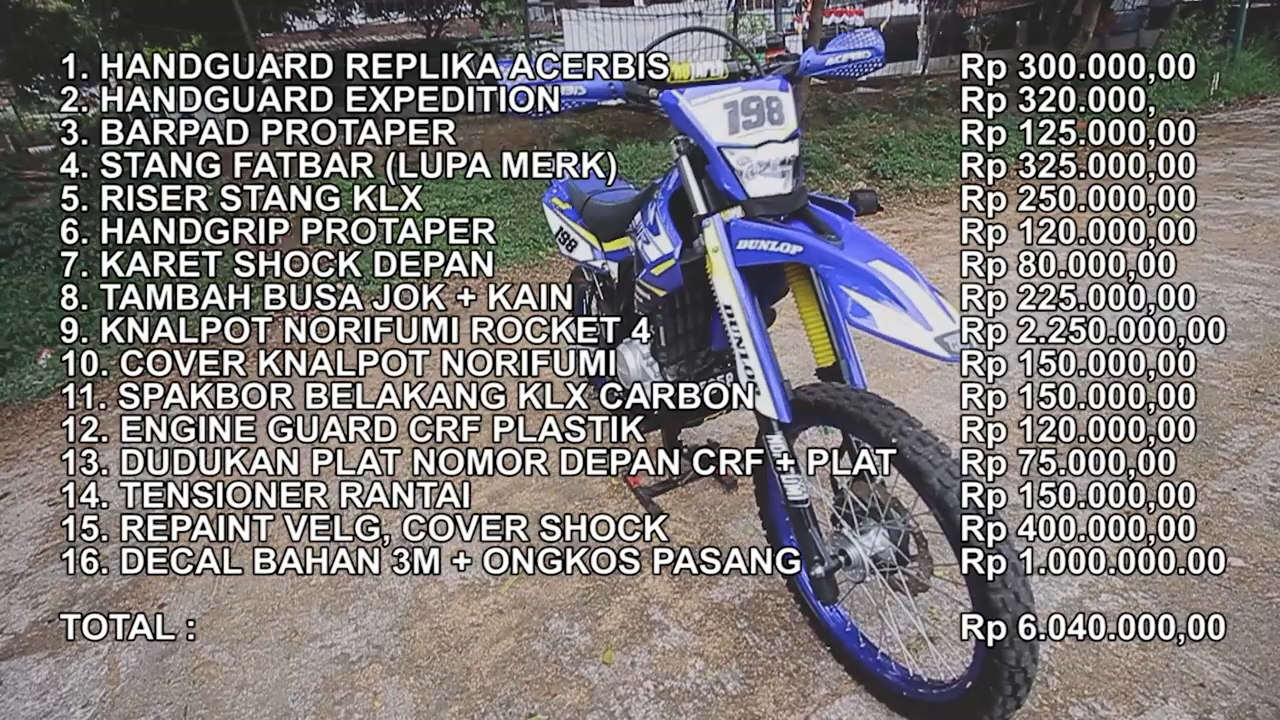 1. HANDGUARD REPLIKA ACERBIS Rp 300.000,00
2. HANDGUARD EXPEDITION Rp 320.000,
3. BARPAD PROTAPER Rp 125.000,00
4. STANG FATBAR (LUPA MERK) Rp 325.000,00
5. RISER STANG KLX Rp 250.000,00
6. HANDGRIP PROTAPER Rp 120.000,00
7. KARET SHOCK DEPAN Rp 80.000,00
8. TAMBAH BUSA JOK + KAIN Rp 225.000,00
9. KNALPOT NORIFUMI ROCKET 4 Rp 2.250.000,00
10. COVER KNALPOT NORIFUMI Rp 150.000,00
11. SPAKBOR BELAKANG KLX CARBON Rp 150.000,00
12. ENGINE GUARD CRF PLASTIK Rp 120.000,00
13. DUDUKAN PLAT NOMOR DEPAN CRF + PLAT Rp 75.000,00
14. TENSIONER RANTAI Rp 150.000,00
15. REPAINT VELG, COVER SHOCK Rp 400.000,00
16. DECAL BAHAN 3M + ONGKOS PASANG Rp 1.000.000.00
TOTAL : Rp 6.040.000,00
ACERBIS
198
198
DUNLOP
DUNLOP